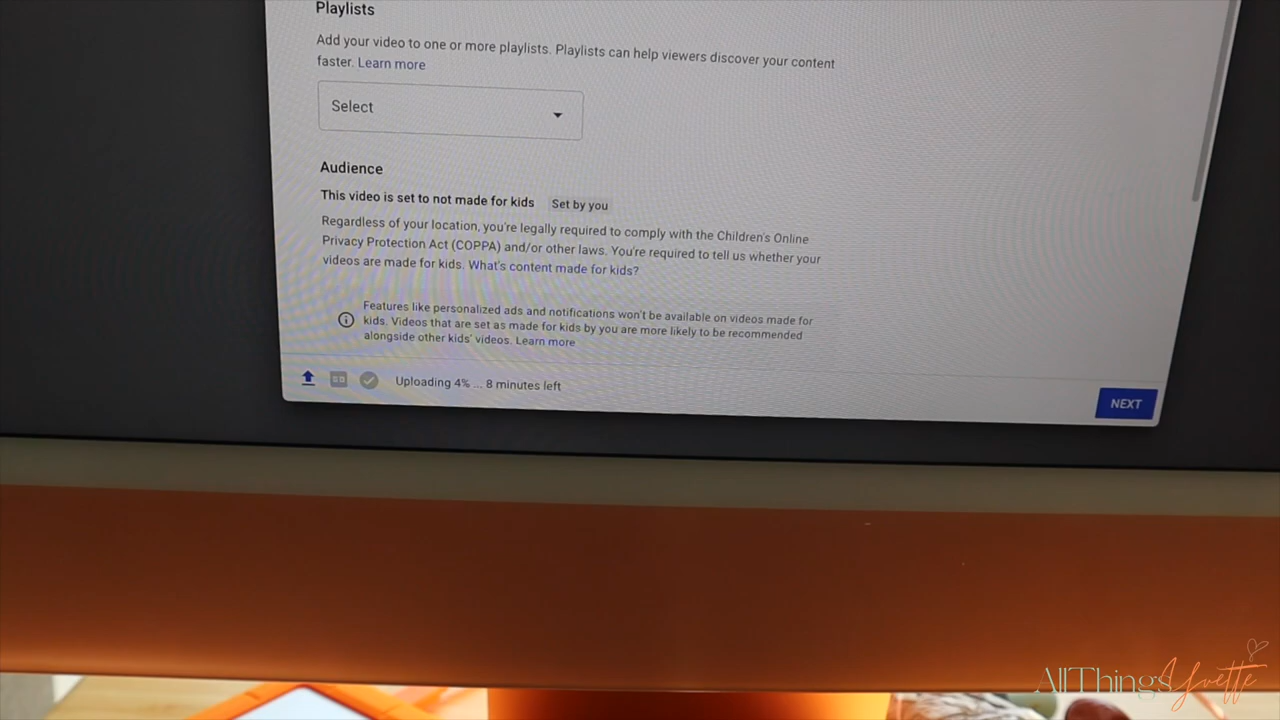 Playlists
Add your video to one or more playlists. Playlists can help viewers discover your content
faster. Learn more
Select
Audience
This video is set to not made for kids Set by you
Regardless of your location, you're legally required to comply with the Children's Online
Privacy Protection Act (COPPA) and/or other laws. You're required to tell us whether your
videos are made for kids. What's content made for kids?
Features like personalized ads and notifications won't be available on videos made for
kids. Videos that are set as made for kids by you are more likely to be recommended
alongside other kids' videos. Learn more
SD
Uploading 4% ... 8 minutes left
NEXT
AllThingsYvette